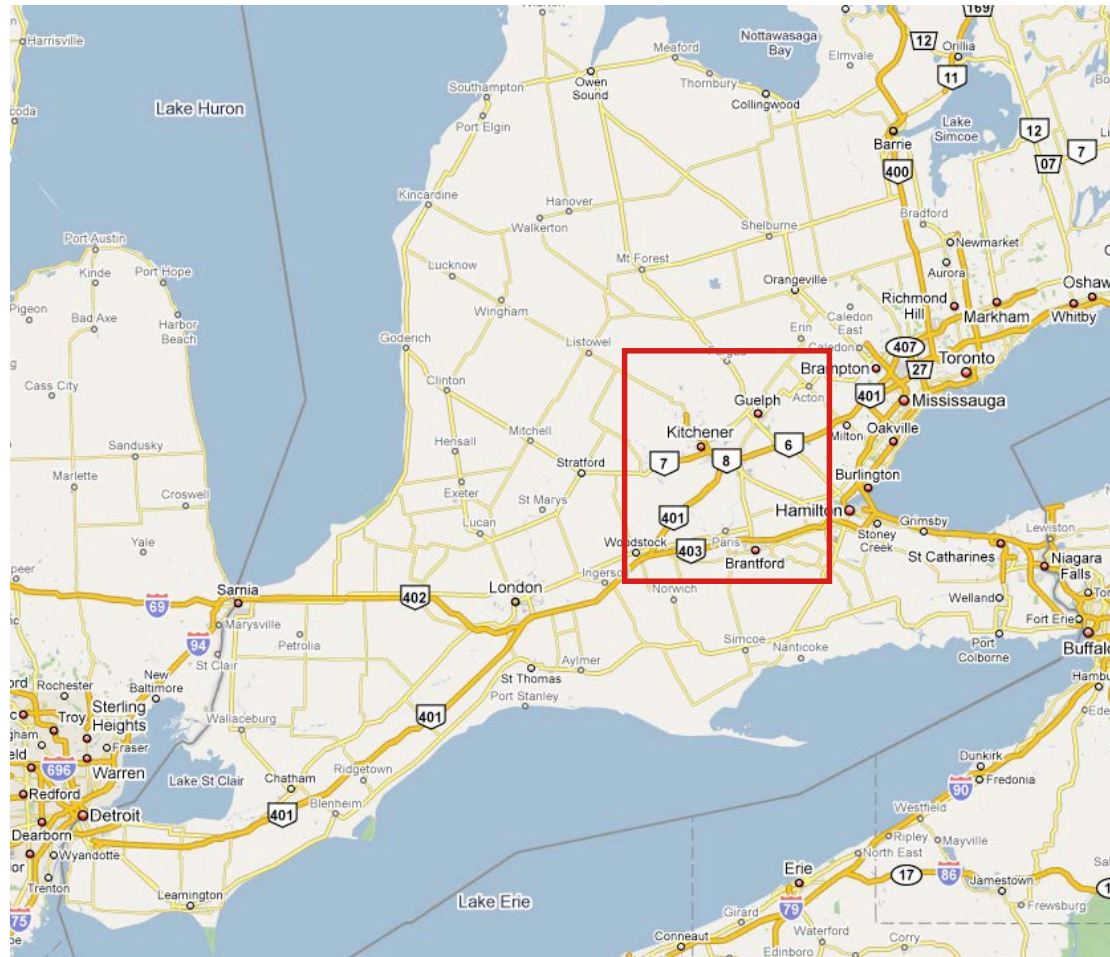 Harrisville
Wiarton
Nottawasaga
Bay
169
12
Orillia
Elmvale
11
Meaford
Thornbury
Collingwood
Owen
Sound
Southampton
Port Elgin
Lake Huron
Lake
Simcoe
12
7
07
Barrie
400
Kincardine
Hanover
Walkerton
Bradford
Shelburne
Newmarket
Port Austin
Kinde
Port Hope
Lucknow
Mt Forest
Aurora
Orangeville
Richmond
Hill
Markham
Whitby
Pigeon
Bad Axe
Harbor
Beach
Wingham
Caledon
East
Erin
Caledon
407
Goderich
Listowel
Fergus
Brampton
27
Toronto
Cass City
Clinton
Acton
401
Mississauga
Guelph
Sandusky
Hensall
Mitchell
Kitchener
6
Milton
Oakville
Marlette
Stratford
7
8
Burlington
Croswell
Exeter
St Marys
Hamilton
Lucan
401
Paris
Grimsby
Stoney
Creek
Lewiston
Yale
Woodstock
403
Brantford
St Catharines
Niagara
Falls
Sarnia
London
Ingersoll
Norwich
Welland
69
402
Marysville
Fort Erie
94
Petrolia
Simcoe
Port
Colborne
Buffalo
St Clair
Aylmer
Nanticoke
New
Baltimore
St Thomas
Rochester
Port Stanley
Troy
Sterling
Heights
Wallaceburg
401
Fraser
696
Warren
Lake St Clair
Chatham
Ridgetown
Dunkirk
Fredonia
90
Redford
Detroit
401
Blenheim
Westfield
Dearborn
Ripley
Mayville
Wyandotte
North East
Trenton
Leamington
Erie
17
86
Jamestown
Lake Erie
Frewsburg
75
Girard
79
Waterford
Conneaut
Corry
Edinboro